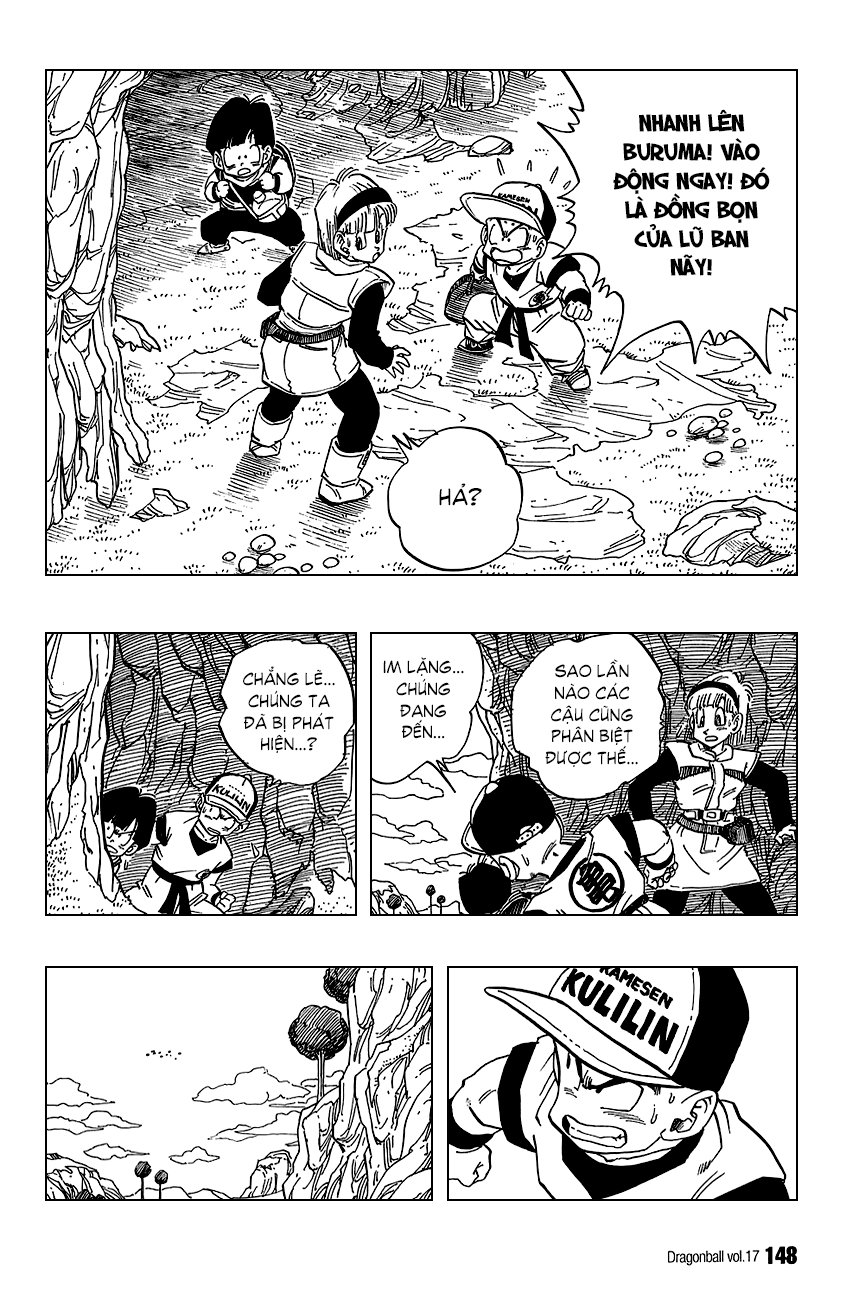 NHANH LÊN
BURUMA! VÀO
ĐỘNG NGAY! ĐÓ
LÀ ĐỒNG BỌN
CỦA LŨ BAN
NÃY!
KAMESEN
HẢ?
SAO LẦN
NÀO CÁC
CẬU CŨNG
PHÂN BIỆT
ĐƯỢC THẾ...
IM LẶNG...
CHÚNG
ĐANG
ĐẾN...
CHẲNG LẼ...
CHÚNG TA
ĐÃ BỊ PHÁT
HIỆN...?
KULILIN
KAMESEN
KULILIN
Dragonball vol.17 148